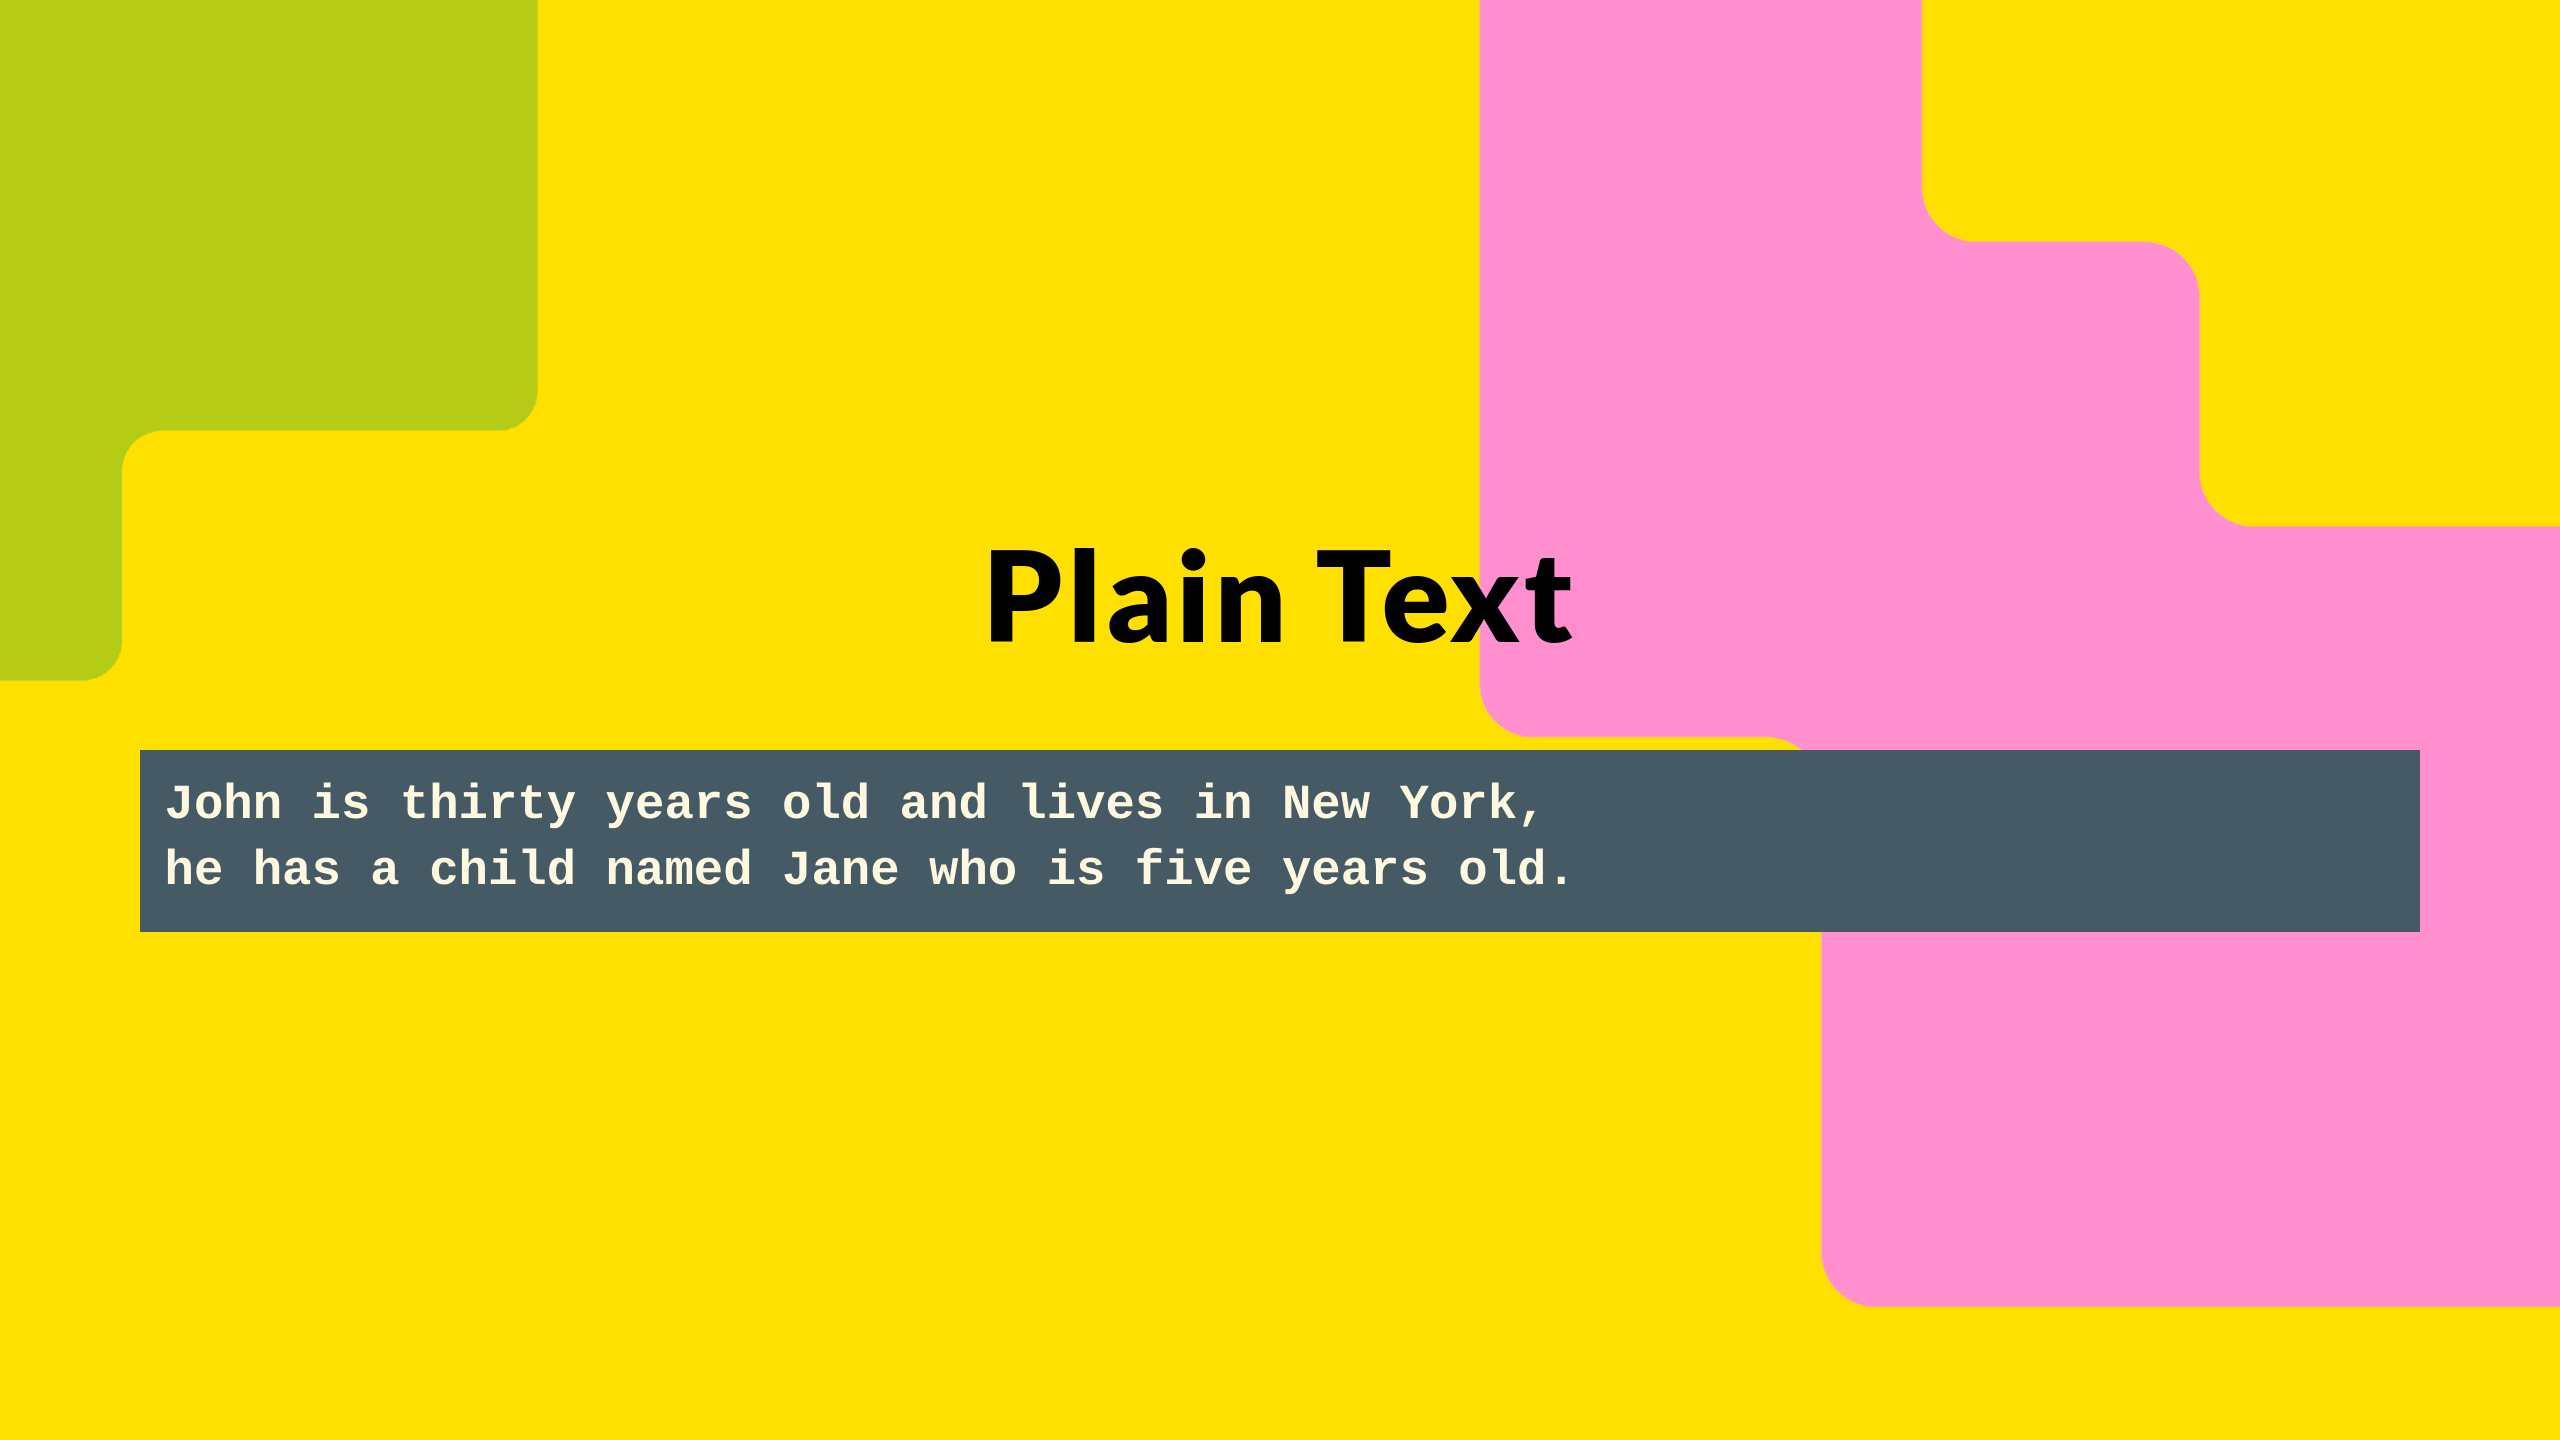 Plain Text
John is thirty years old and lives in New York,
he has a child named Jane who is five years old.